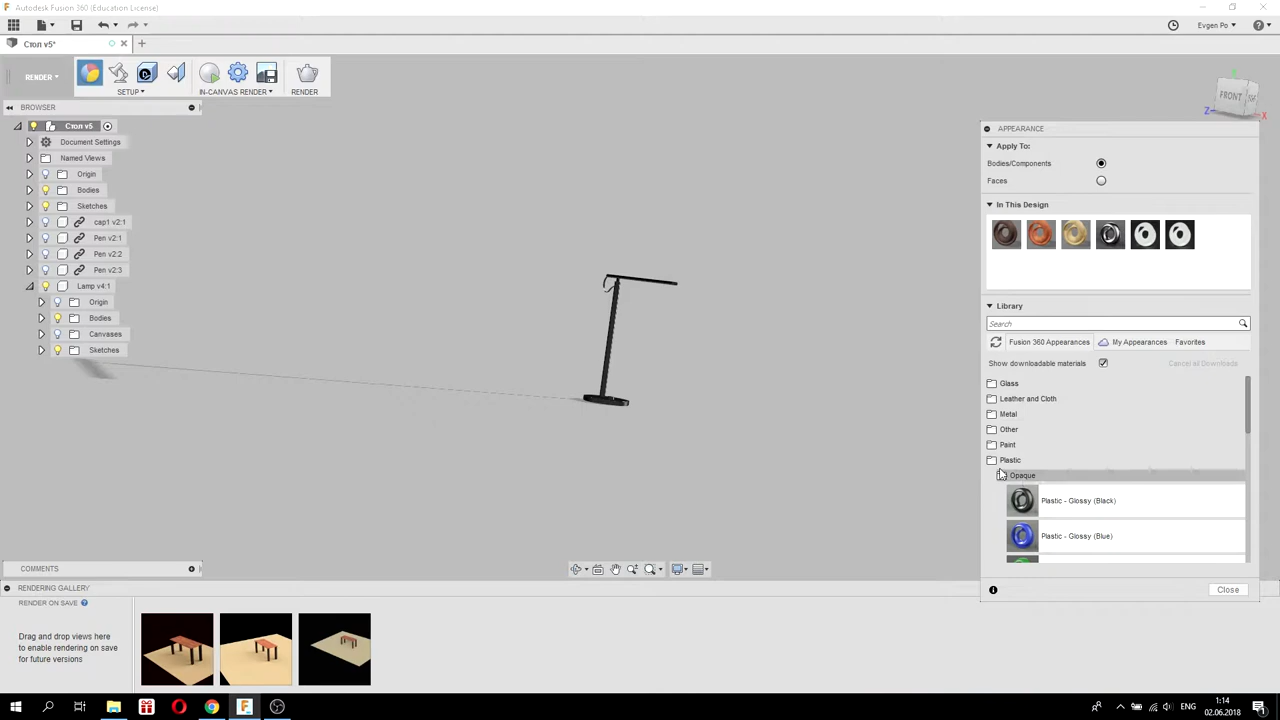 Autodesk Fusion 360 (Education License)
Evgen Po
Стол v5*
RENDER
SETUP
IN-CANVAS RENDER
RENDER
BROWSER
Стол v5
Document Settings
Named Views
Origin
Bodies
Sketches
cap1 v2:1
Pen v2:1
Pen v2:2
Pen v2:3
Lamp v4:1
Origin
Bodies
Canvases
Sketches
FRONT
Z
X
APPEARANCE
Apply To:
Bodies/Components
Faces
In This Design
Library
Search
Fusion 360 Appearances
My Appearances
Favorites
Show downloadable materials
Cancel all Downloads
Glass
Leather and Cloth
Metal
Other
Paint
Plastic
Opaque
Plastic - Glossy (Black)
Plastic - Glossy (Blue)
Close
COMMENTS
RENDERING GALLERY
RENDER ON SAVE
Drag and drop views here
to enable rendering on save
for future versions
ENG
1:14
02.06.2018